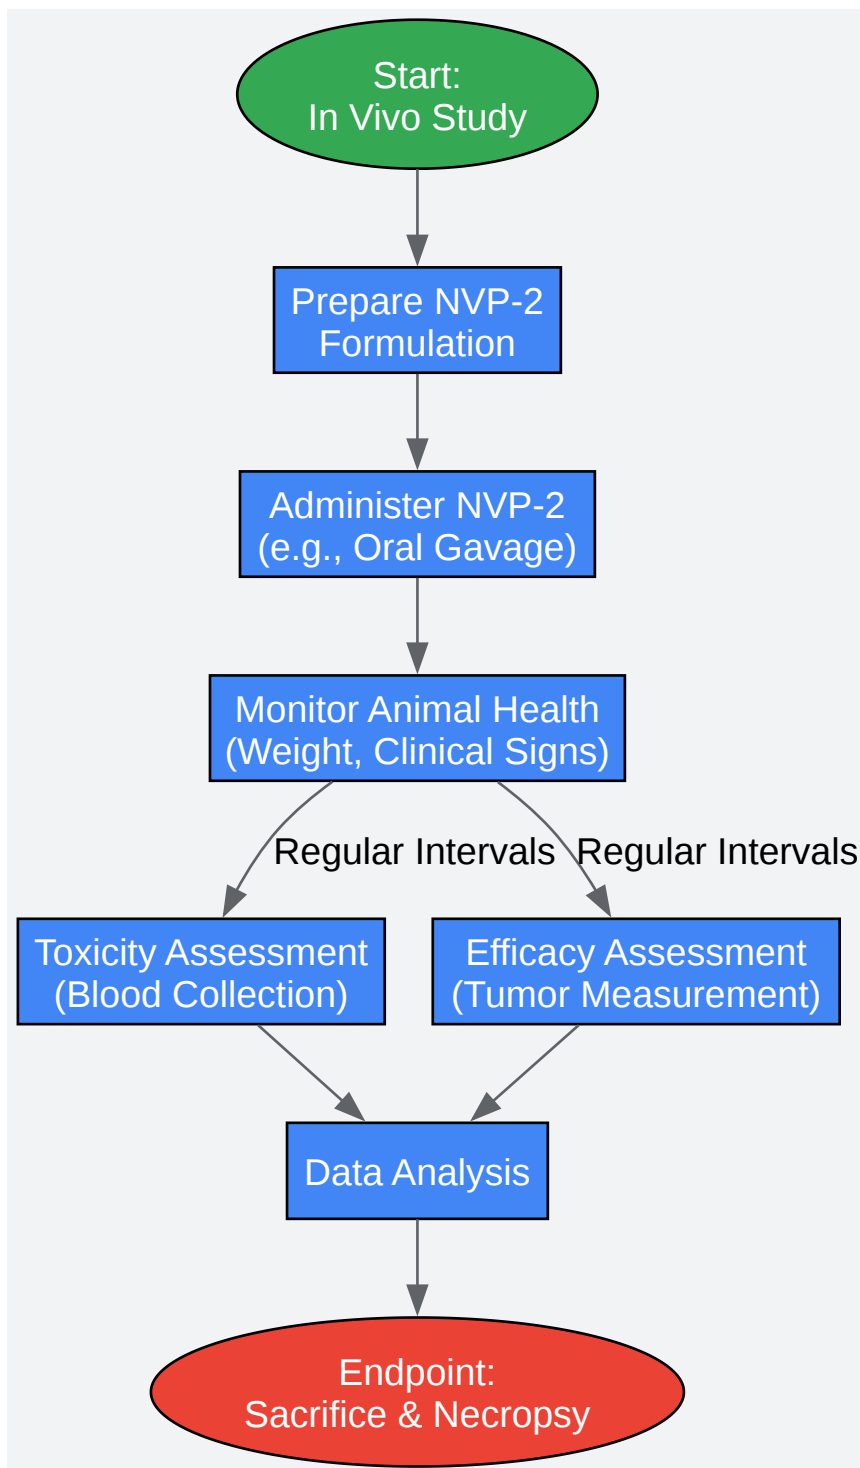 Start:
In Vivo Study
Prepare NVP-2
Formulation
Administer NVP-2
(e.g., Oral Gavage)
Monitor Animal Health
(Weight, Clinical Signs)
Regular Intervals
Regular Intervals
Toxicity Assessment
(Blood Collection)
Efficacy Assessment
(Tumor Measurement)
Data Analysis
Endpoint:
Sacrifice & Necropsy